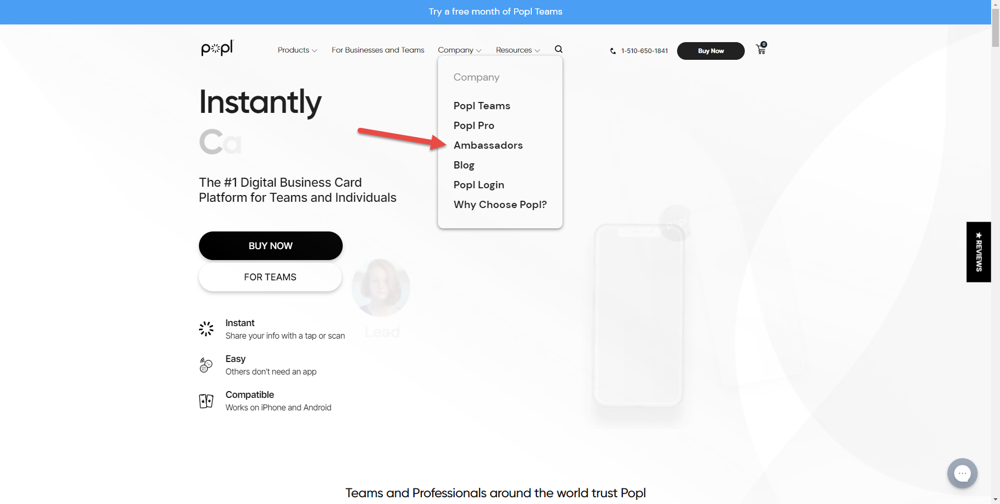 Try a free month of Popl Teams
popl
Products
For Businesses and Teams
Company
Resources
1-510-650-1841
Buy Now
0
Company
Popl Teams
Popl Pro
Ambassadors
Blog
Popl Login
Why Choose Popl?
Instantly
Ca
The #1 Digital Business Card
Platform for Teams and Individuals
BUY NOW
FOR TEAMS
Lead
Instant
Share your info with a tap or scan
Easy
Others don't need an app
Compatible
Works on iPhone and Android
popl
★ REVIEWS
Teams and Professionals around the world trust Popl